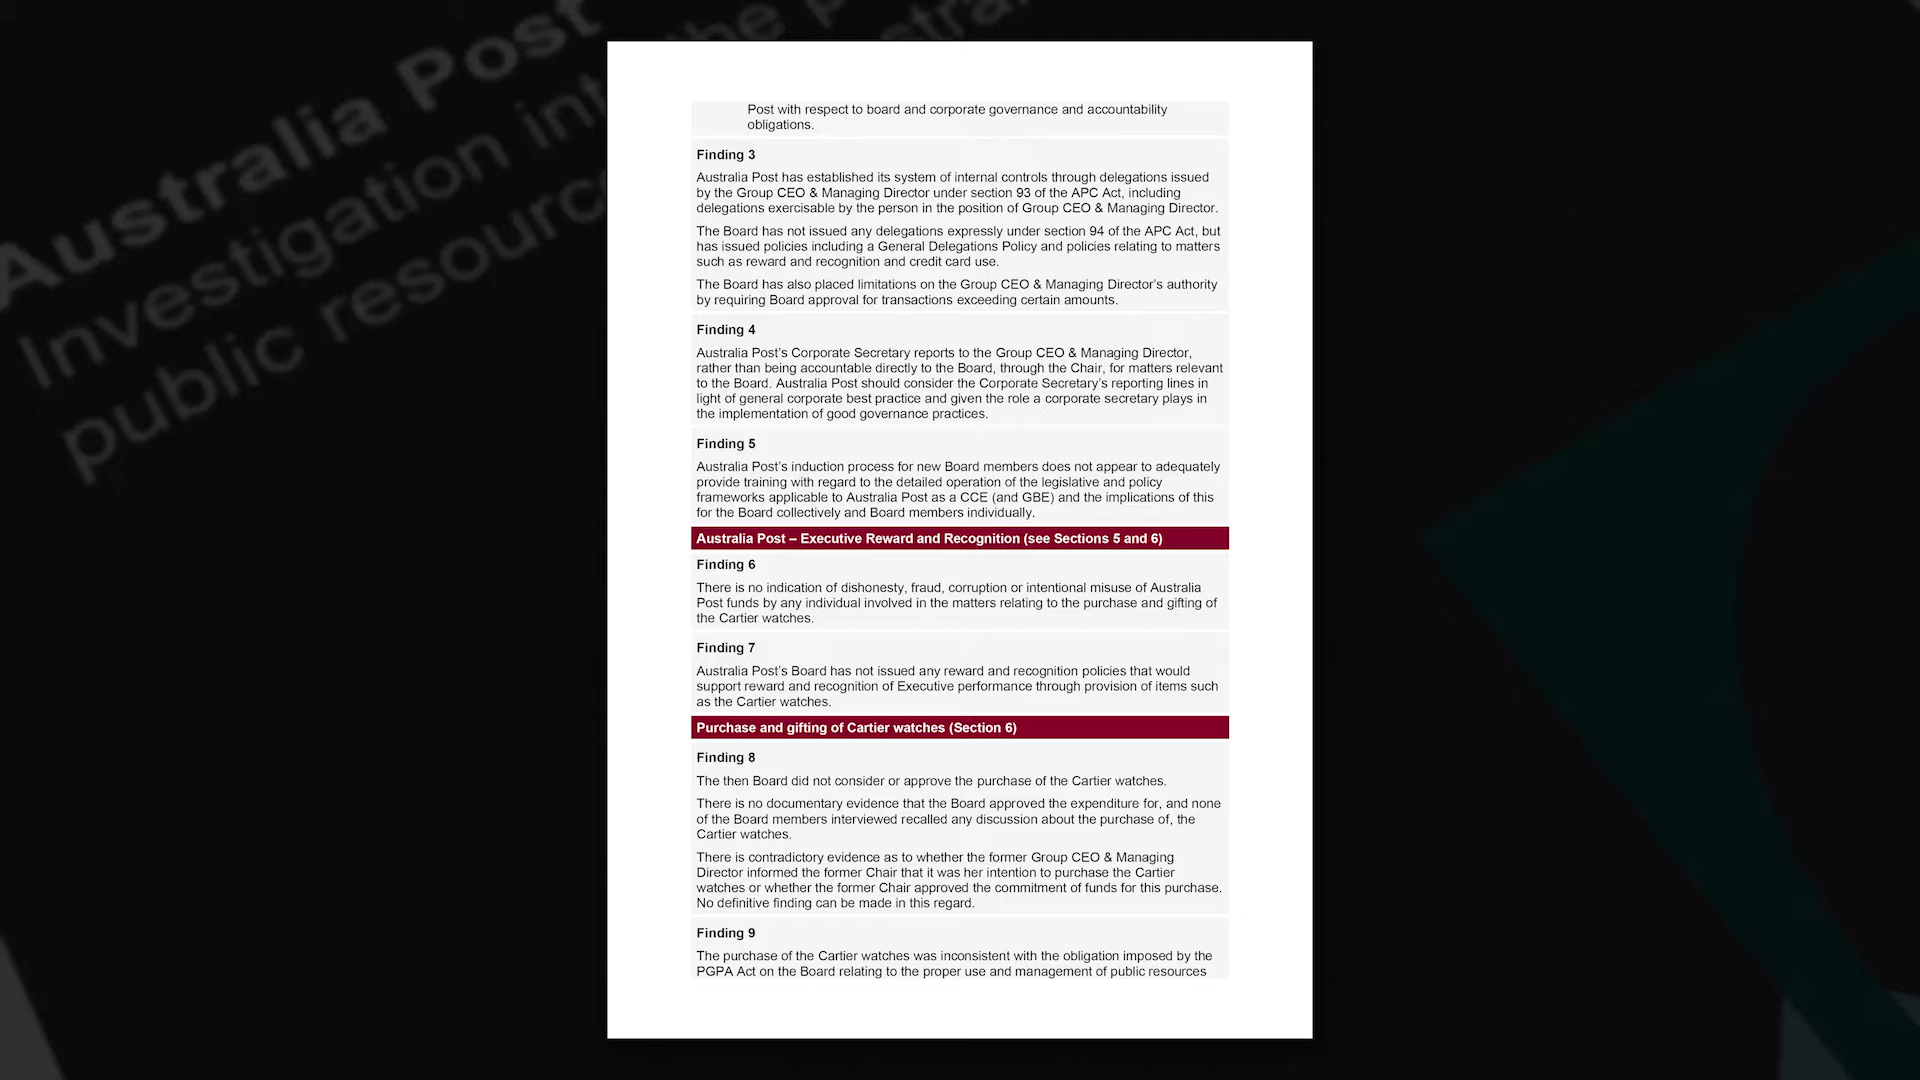 Australia Post
Investigation int
public resourc
the p
stral
Post with respect to board and corporate governance and accountability
obligations.
Finding 3
Australia Post has established its system of internal controls through delegations issued
by the Group CEO & Managing Director under section 93 of the APC Act, including
delegations exercisable by the person in the position of Group CEO & Managing Director.
The Board has not issued any delegations expressly under section 94 of the APC Act, but
has issued policies including a General Delegations Policy and policies relating to matters
such as reward and recognition and credit card use.
The Board has also placed limitations on the Group CEO & Managing Director's authority
by requiring Board approval for transactions exceeding certain amounts.
Finding 4
Australia Post's Corporate Secretary reports to the Group CEO & Managing Director,
rather than being accountable directly to the Board, through the Chair, for matters relevant
to the Board. Australia Post should consider the Corporate Secretary's reporting lines in
light of general corporate best practice and given the role a corporate secretary plays in
the implementation of good governance practices.
Finding 5
Australia Post's induction process for new Board members does not appear to adequately
provide training with regard to the detailed operation of the legislative and policy
frameworks applicable to Australia Post as a CCE (and GBE) and the implications of this
for the Board collectively and Board members individually.
Australia Post – Executive Reward and Recognition (see Sections 5 and 6)
Finding 6
There is no indication of dishonesty, fraud, corruption or intentional misuse of Australia
Post funds by any individual involved in the matters relating to the purchase and gifting of
the Cartier watches.
Finding 7
Australia Post's Board has not issued any reward and recognition policies that would
support reward and recognition of Executive performance through provision of items such
as the Cartier watches.
Purchase and gifting of Cartier watches (Section 6)
Finding 8
The then Board did not consider or approve the purchase of the Cartier watches.
There is no documentary evidence that the Board approved the expenditure for, and none
of the Board members interviewed recalled any discussion about the purchase of, the
Cartier watches.
There is contradictory evidence as to whether the former Group CEO & Managing
Director informed the former Chair that it was her intention to purchase the Cartier
watches or whether the former Chair approved the commitment of funds for this purchase.
No definitive finding can be made in this regard.
Finding 9
The purchase of the Cartier watches was inconsistent with the obligation imposed by the
PGPA Act on the Board relating to the proper use and management of public resources